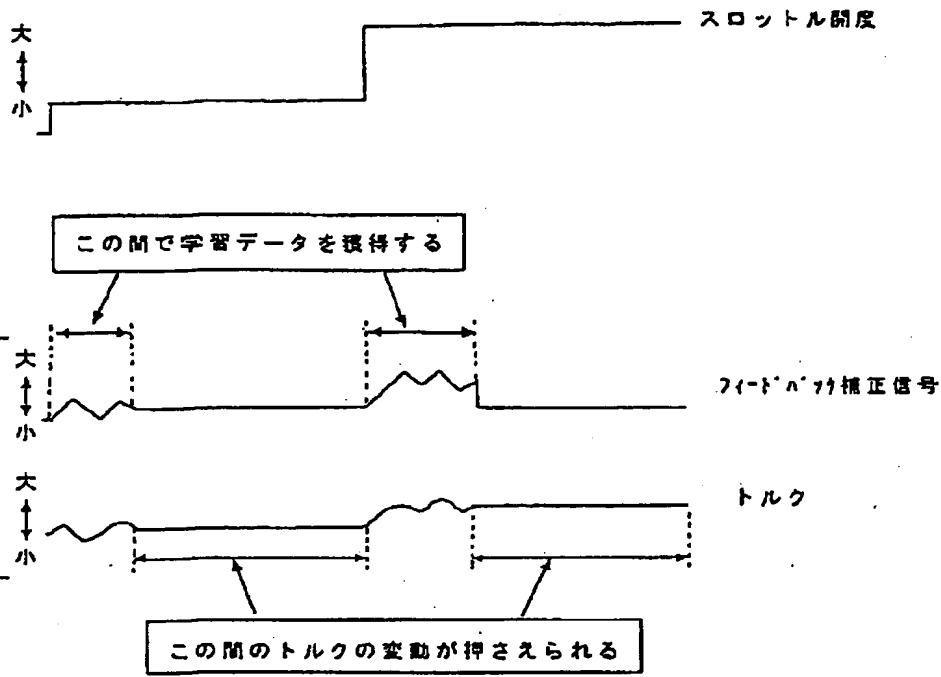 スロットル開度
大
小
この間で学習データを獲得する
大
小
フィードバック補正信号
大
小
トルク
この間のトルクの変動が押さえられる